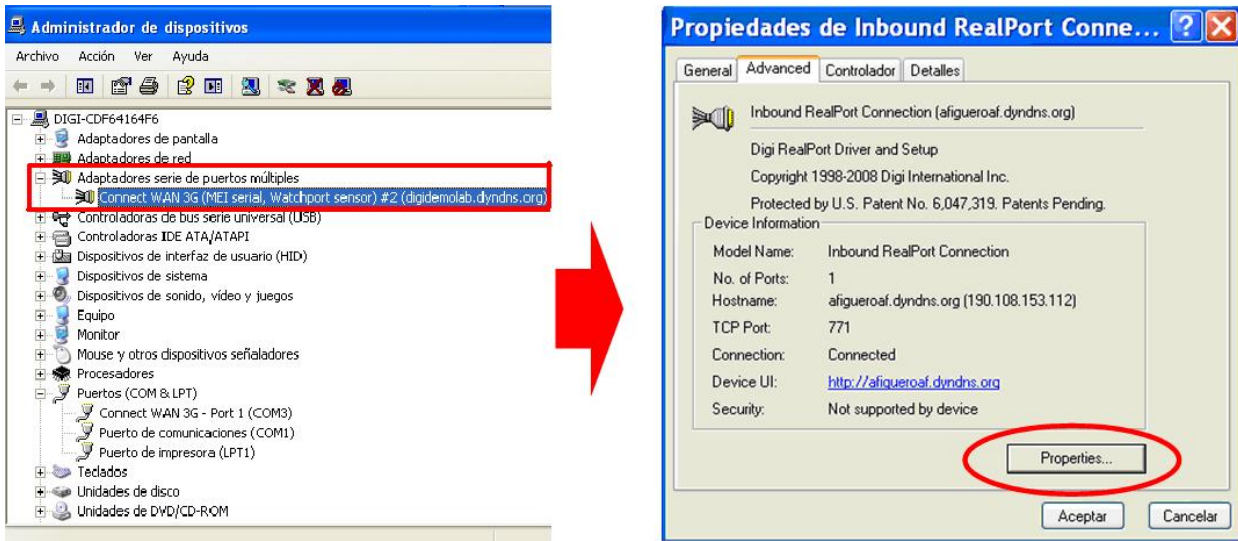 Administrador de dispositivos
Archivo Acción Ver Ayuda
DIGI-CDF64164F6
Adaptadores de pantalla
Adaptadores de red
Adaptadores serie de puertos múltiples
Connect WAN 3G (MEI serial, Watchport sensor) #2 (digidemolab.dyndns.org)
Controladoras de bus serie universal (USB)
Controladoras IDE ATA/ATAPI
Dispositivos de interfaz de usuario (HID)
Dispositivos de sistema
Dispositivos de sonido, vídeo y juegos
Equipo
Monitor
Mouse y otros dispositivos señaladores
Procesadores
Puertos (COM & LPT)
Connect WAN 3G - Port 1 (COM3)
Puerto de comunicaciones (COM1)
Puerto de impresora (LPT1)
Teclados
Unidades de disco
Unidades de DVD/CD-ROM
Propiedades de Inbound RealPort Conne...
General Advanced Controlador Detalles
Inbound RealPort Connection (afigueroaf.dyndns.org)
Digi RealPort Driver and Setup
Copyright 1998-2008 Digi International Inc.
Protected by U.S. Patent No. 6,047,319. Patents Pending.
Device Information
Model Name: Inbound RealPort Connection
No. of Ports: 1
Hostname: afigueroaf.dyndns.org (190.108.153.112)
TCP Port: 771
Connection: Connected
Device UI: http://afigueroaf.dyndns.org
Security: Not supported by device
Properties...
Aceptar Cancelar